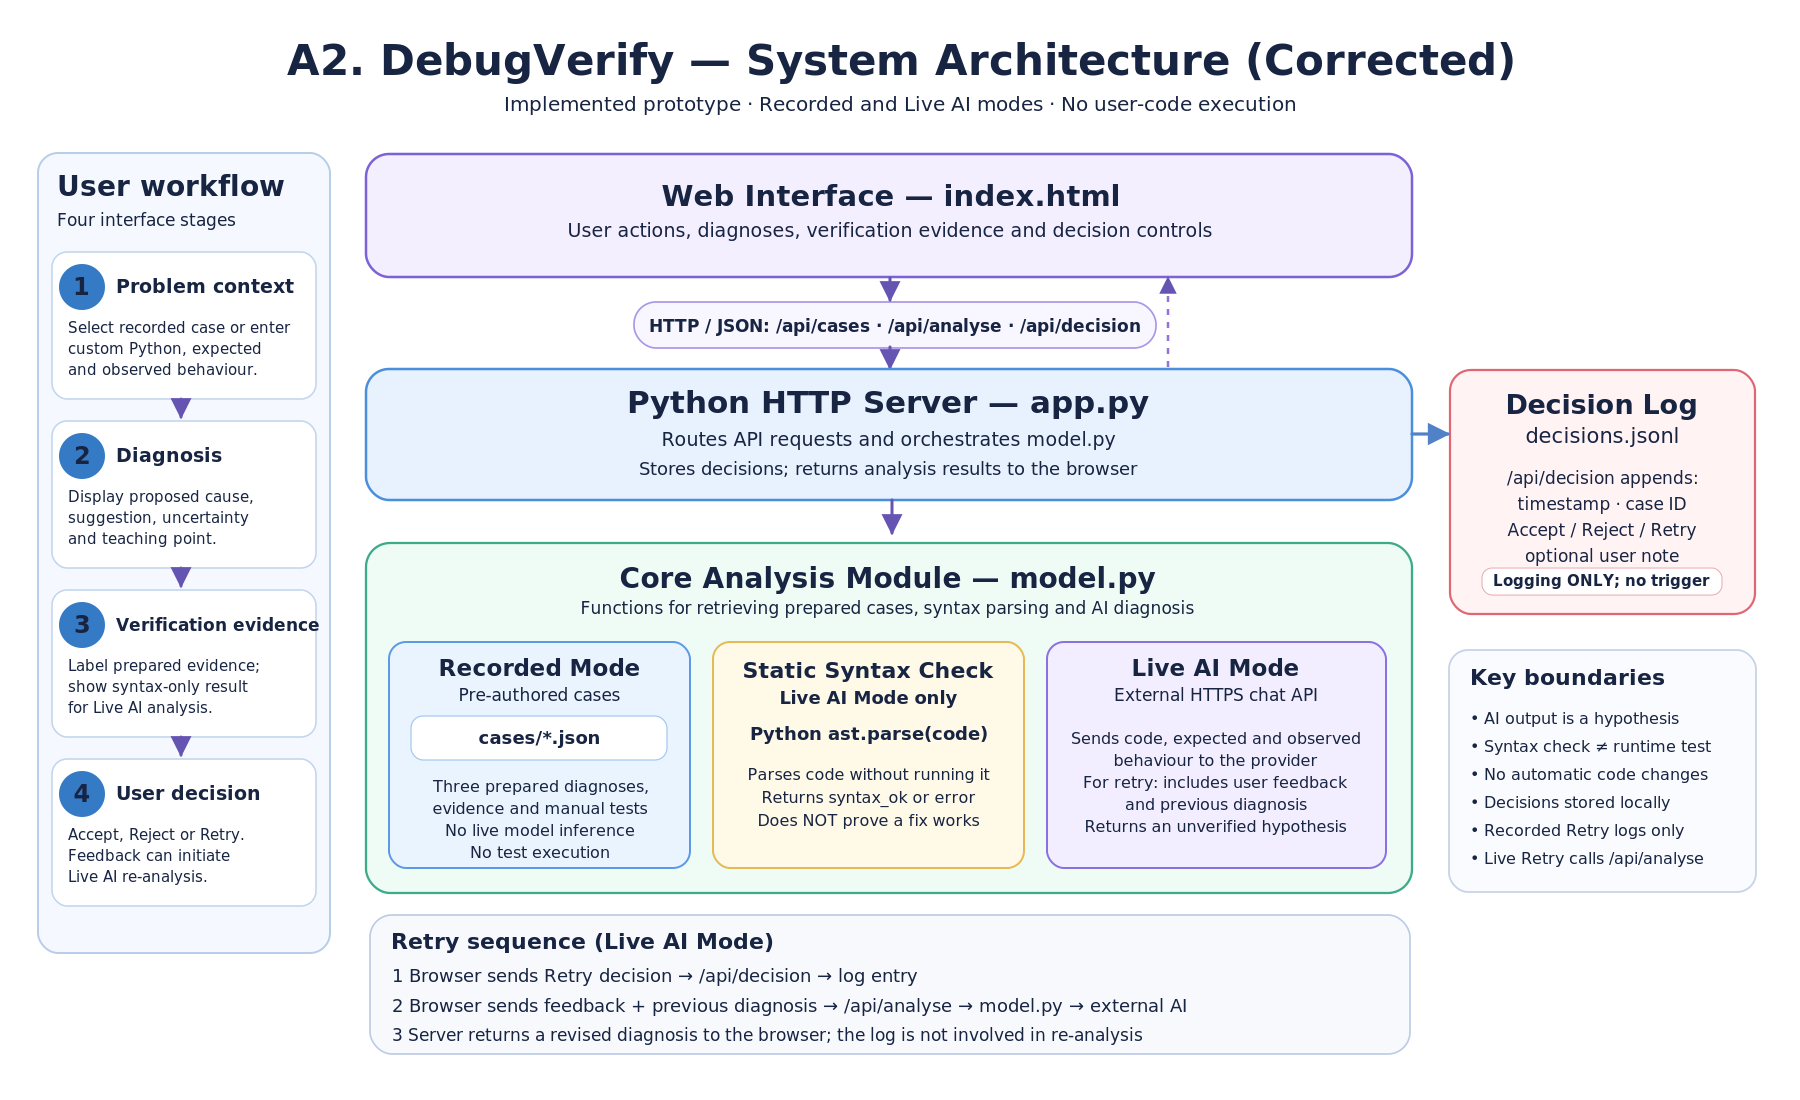 A2. DebugVerify — System Architecture (Corrected)
Implemented prototype · Recorded and Live AI modes · No user-code execution
User workflow
Four interface stages
1
Problem context
Select recorded case or enter
custom Python, expected
and observed behaviour.
2
Diagnosis
Display proposed cause,
suggestion, uncertainty
and teaching point.
3
Verification evidence
Label prepared evidence;
show syntax-only result
for Live AI analysis.
4
User decision
Accept, Reject or Retry.
Feedback can initiate
Live AI re-analysis.
Web Interface — index.html
User actions, diagnoses, verification evidence and decision controls
HTTP / JSON: /api/cases · /api/analyse · /api/decision
Python HTTP Server — app.py
Routes API requests and orchestrates model.py
Stores decisions; returns analysis results to the browser
Core Analysis Module — model.py
Functions for retrieving prepared cases, syntax parsing and AI diagnosis
Recorded Mode
Pre-authored cases
cases/*.json
Three prepared diagnoses,
evidence and manual tests
No live model inference
No test execution
Static Syntax Check
Live AI Mode only
Python ast.parse(code)
Parses code without running it
Returns syntax_ok or error
Does NOT prove a fix works
Live AI Mode
External HTTPS chat API
Sends code, expected and observed
behaviour to the provider
For retry: includes user feedback
and previous diagnosis
Returns an unverified hypothesis
Decision Log
decisions.jsonl
/api/decision appends:
timestamp · case ID
Accept / Reject / Retry
optional user note
Logging ONLY; no trigger
Key boundaries
• AI output is a hypothesis
• Syntax check ≠ runtime test
• No automatic code changes
• Decisions stored locally
• Recorded Retry logs only
• Live Retry calls /api/analyse
Retry sequence (Live AI Mode)
1 Browser sends Retry decision → /api/decision → log entry
2 Browser sends feedback + previous diagnosis → /api/analyse → model.py → external AI
3 Server returns a revised diagnosis to the browser; the log is not involved in re-analysis